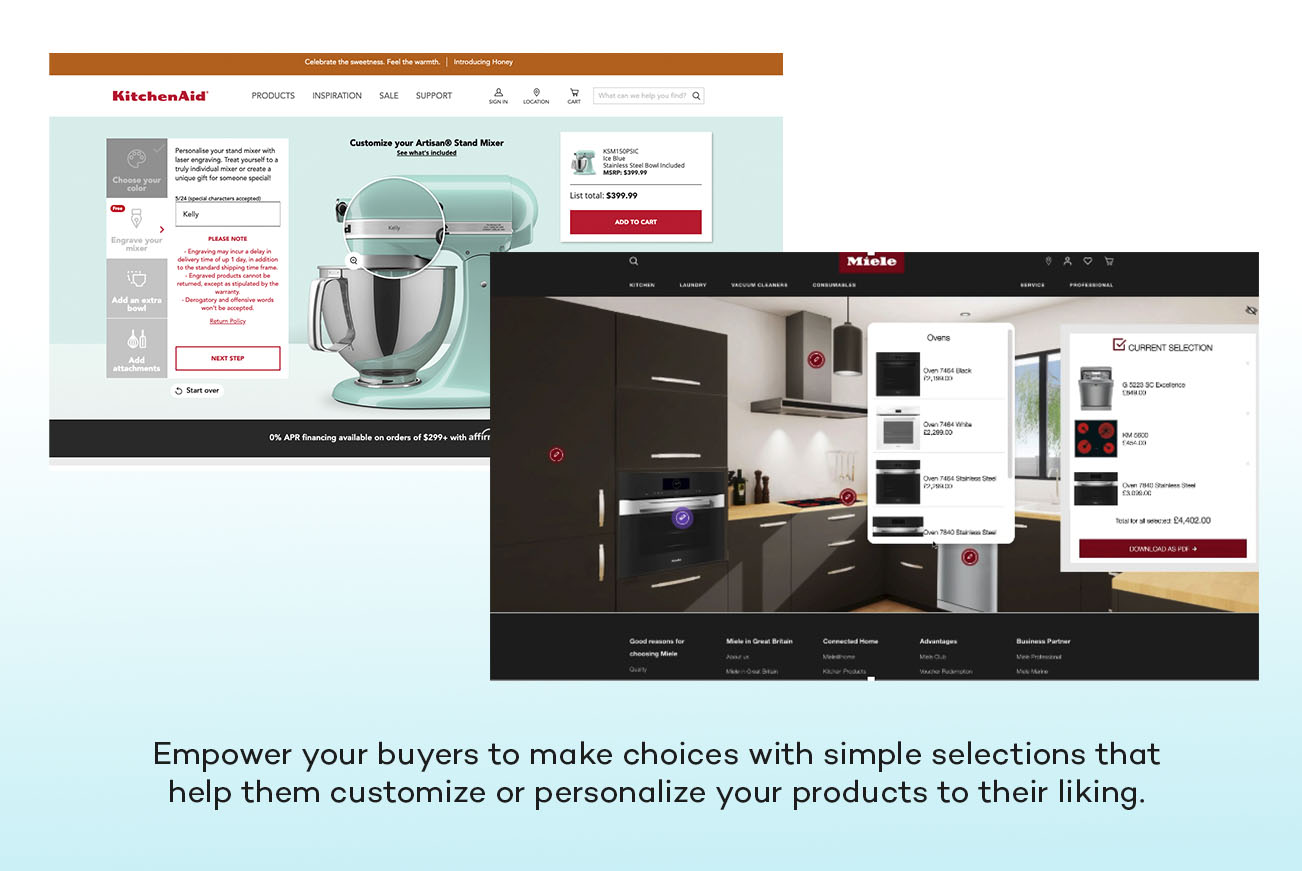 Celebrate the sweetness. Feel the warmth. | Introducing Honey
KitchenAid
PRODUCTS INSPIRATION SALE SUPPORT
SIGN IN LOCATION CART
What can we help you find?
Choose your
color
Free
Engrave your
mixer
Add an extra
bowl
Add
attachments
Personalise your stand mixer with
laser engraving. Treat yourself to a
truly individual mixer or create a
unique gift for someone special!
5/24 (special characters accepted)
Kelly
PLEASE NOTE
- Engraving may incur a delay in
delivery time of up 1 day, in addition
to the standard shipping time frame.
- Engraved products cannot be
returned, except as stipulated by the
warranty.
- Derogatory and offensive words
won't be accepted.
Return Policy
NEXT STEP
Start over
Customize your Artisan® Stand Mixer
See what's included
Kelly
KSM150PSIC
Ice Blue
Stainless Steel Bowl Included
MSRP: $399.99
List total: $399.99
ADD TO CART
0% APR financing available on orders of $299+ with affirm
Miele
KITCHEN LAUNDRY VACUUM CLEANERS CONSUMABLES SERVICE PROFESSIONAL
Ovens
Oven 7464 Black
£2,199.00
Oven 7464 White
£2,299.00
Oven 7464 Stainless Steel
£2,299.00
Oven 7840 Stainless Steel
CURRENT SELECTION
G 5223 SC Excellence
£849.00
KM 6600
£454.00
Oven 7840 Stainless Steel
£3,099.00
Total for all selected: £4,402.00
DOWNLOAD AS PDF →
Good reasons for
choosing Miele
Quality
Miele in Great Britain
About us
Miele in Great Britain
Connected Home
Miele@home
Kitchen Products
Advantages
Miele Club
Voucher Redemption
Business Partner
Miele Professional
Miele Marine
Empower your buyers to make choices with simple selections that
help them customize or personalize your products to their liking.